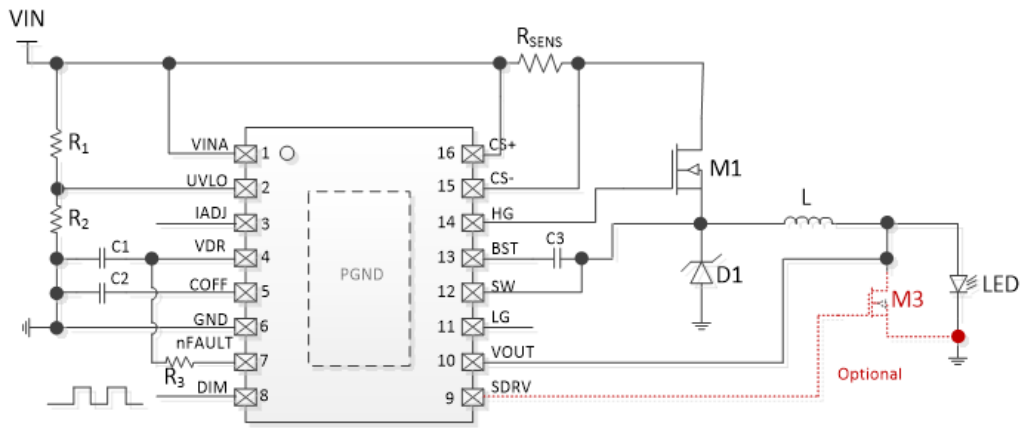 VIN
RSENS
R1
VINA 1
16 CS+
M1
UVLO 2
15 CS-
R2
IADJ 3
14 HG
L
C1
VDR 4
13 BST
C3
PGND
D1
C2
COFF 5
12 SW
M3
LED
GND 6
11 LG
nFAULT 7
10 VOUT
R3
Optional
DIM 8
9 SDRV